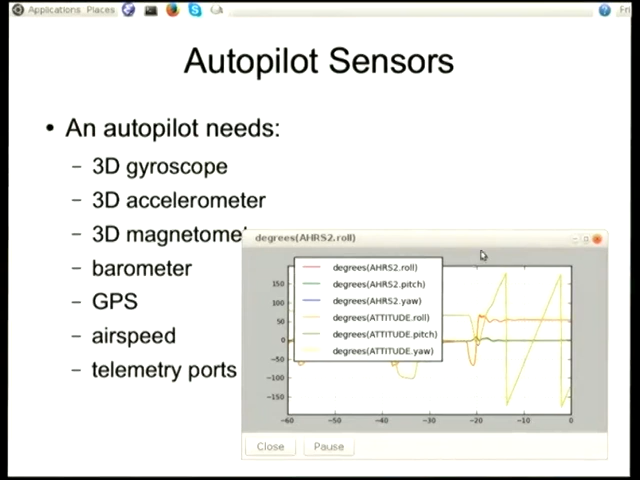 Applications Places
Fri
Autopilot Sensors
• An autopilot needs:
– 3D gyroscope
– 3D accelerometer
– 3D magnetome
– barometer
– GPS
– airspeed
– telemetry ports
degrees(AHRS2.roll)
degrees(AHRS2.roll)
degrees(AHRS2.pitch)
degrees(AHRS2.yaw)
degrees(ATTITUDE.roll)
degrees(ATTITUDE.pitch)
degrees(ATTITUDE.yaw)
150
100
50
0
−50
−100
−150
−60 −50 −40 −30 −20 −10 0
Close Pause